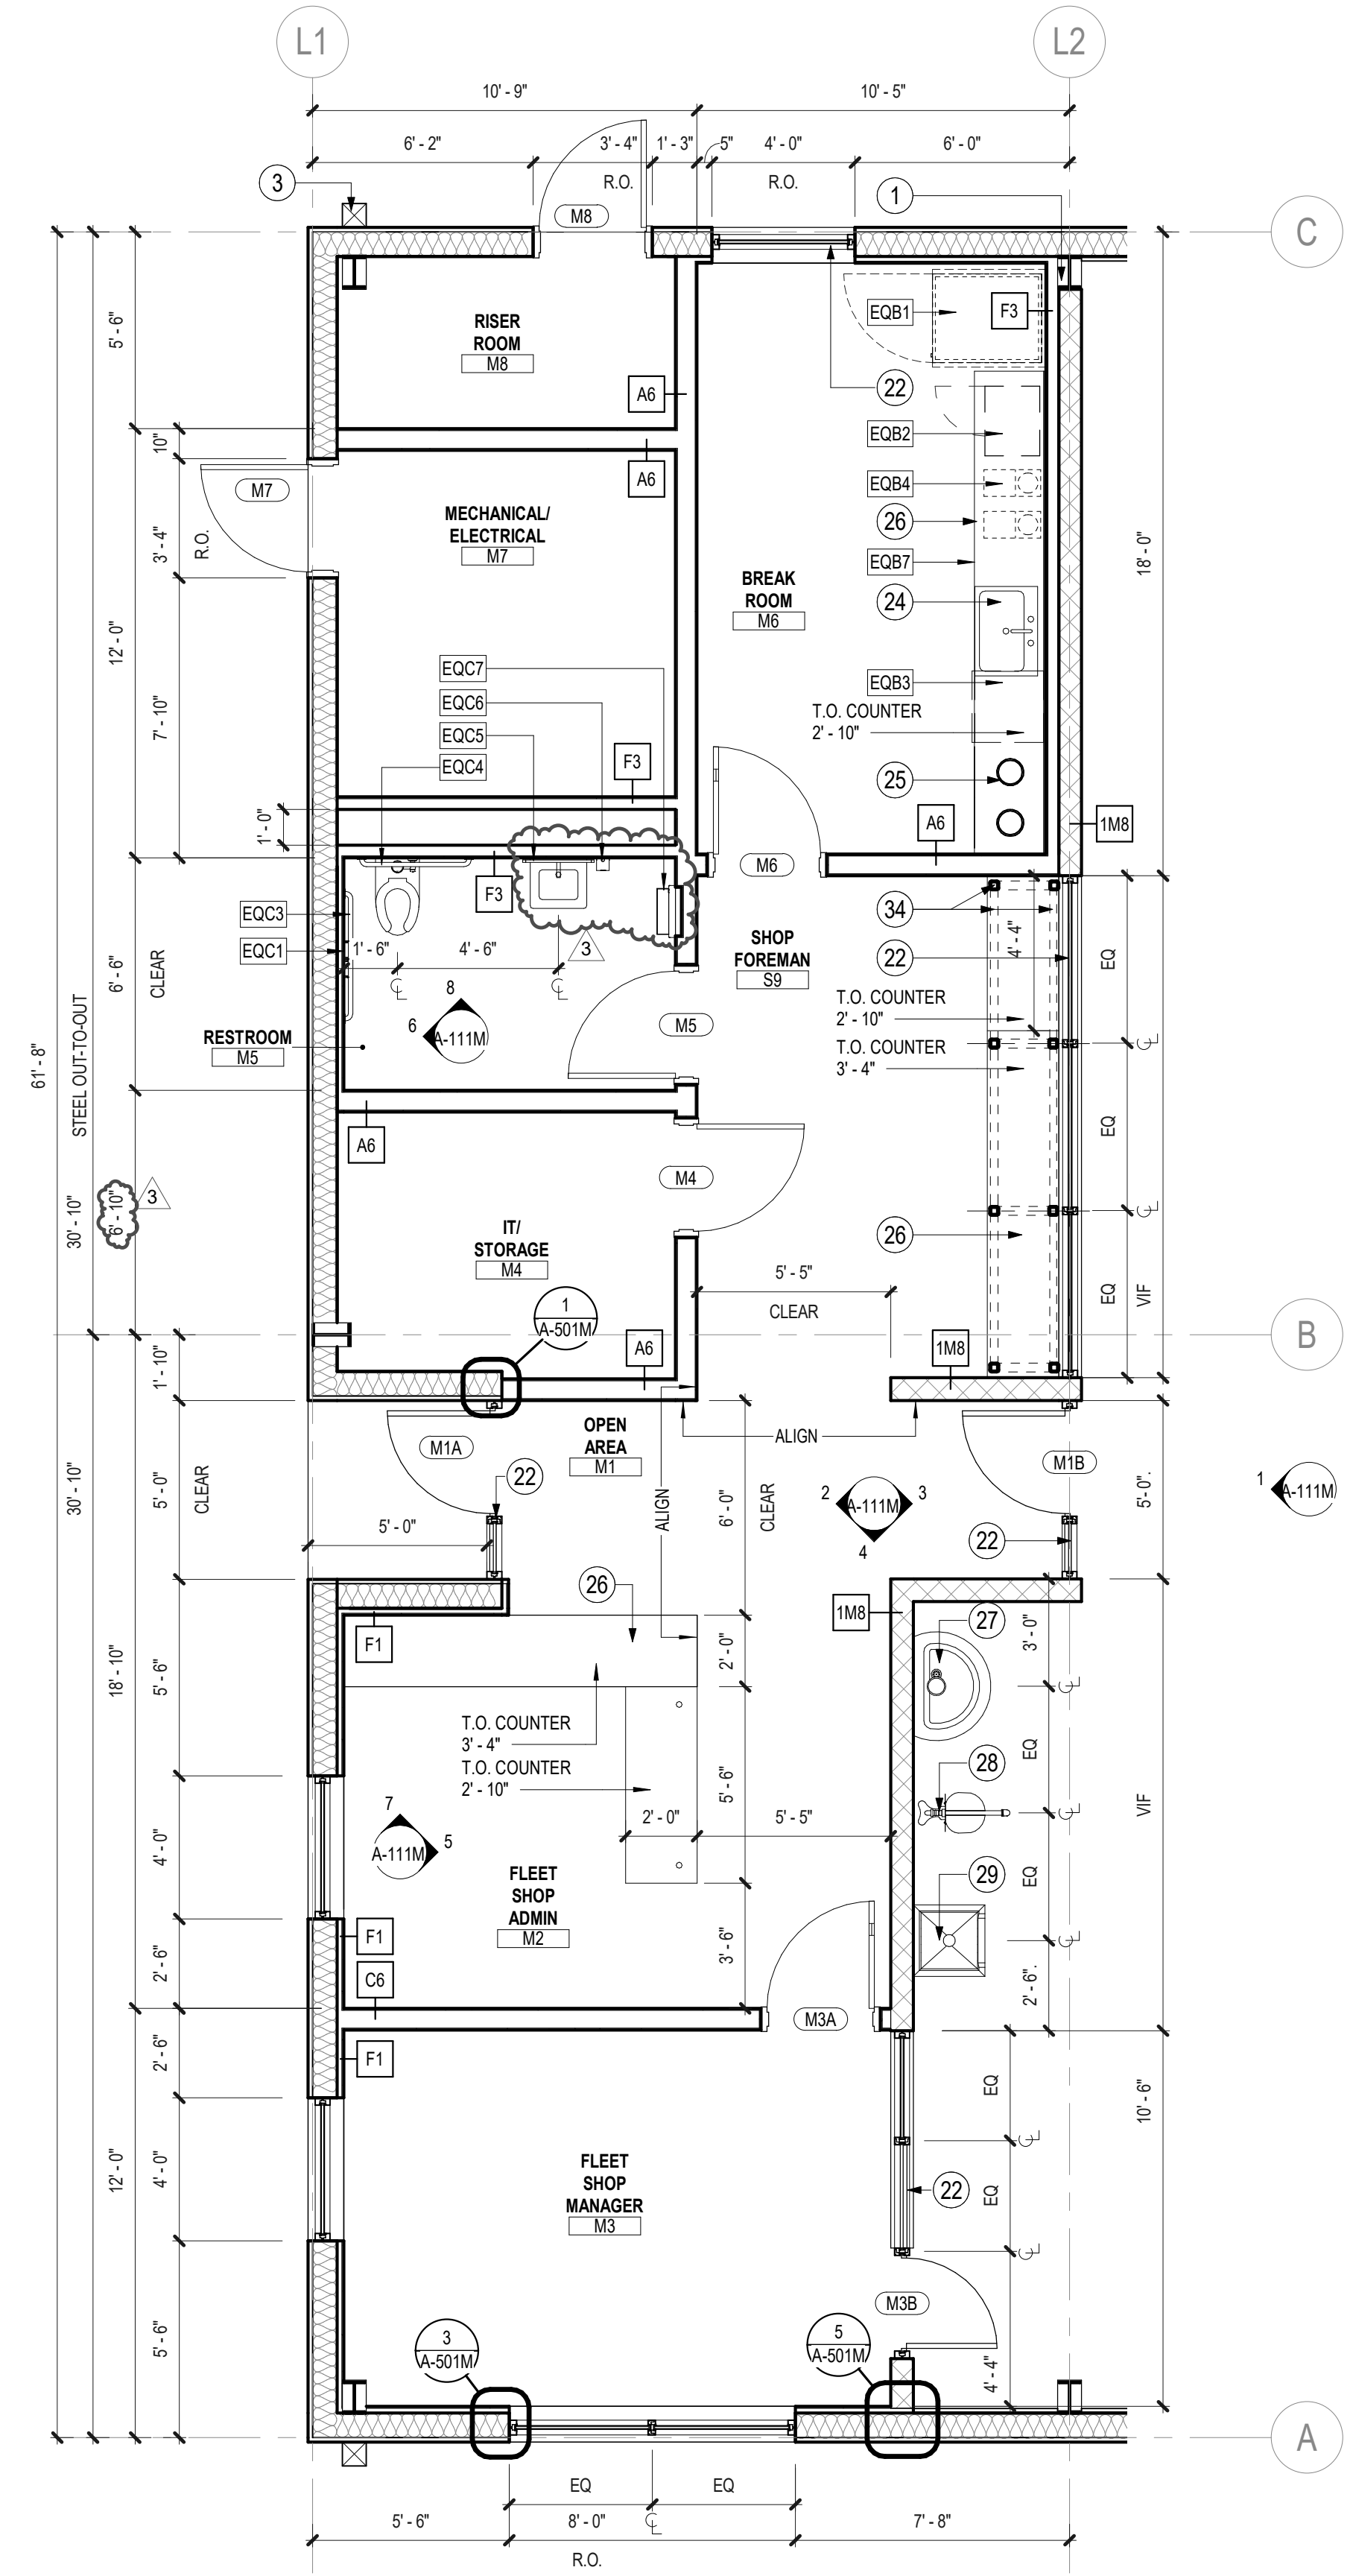 L1
L2
10' - 9"
10' - 5"
6' - 2"
3' - 4"
1' - 3"
5"
4' - 0"
6' - 0"
R.O.
R.O.
3
M8
1
C
5' - 6"
RISER
ROOM
M8
EQB1
F3
A6
22
10"
EQB2
A6
M7
EQB4
MECHANICAL/
ELECTRICAL
M7
26
3' - 4"
R.O.
18' - 0"
EQB7
BREAK
ROOM
M6
24
12' - 0"
EQC7
EQB3
EQC6
T.O. COUNTER
2' - 10"
7' - 10"
EQC5
EQC4
F3
25
1' - 0"
A6
1M8
M6
F3
EQC3
34
EQC1
1' - 6"
4' - 6"
3
SHOP
FOREMAN
S9
4' - 4"
EQ
22
6' - 6"
CLEAR
8
6
A-111M
T.O. COUNTER
2' - 10"
RESTROOM
M5
M5
T.O. COUNTER
3' - 4"
61' - 8"
STEEL OUT-TO-OUT
A6
EQ
M4
30' - 10"
6' - 10"
3
IT/
STORAGE
M4
26
5' - 5"
CLEAR
EQ
VIF
1
A-501M
B
A6
1M8
1' - 10"
OPEN
AREA
M1
ALIGN
M1A
M1B
22
30' - 10"
5' - 0"
CLEAR
ALIGN
6' - 0"
CLEAR
2
A-111M
3
4
5'- 0".
1
A-111M
5' - 0"
22
26
1M8
27
3' - 0"
F1
18' - 10"
5' - 6"
2' - 0"
T.O. COUNTER
3' - 4"
T.O. COUNTER
2' - 10"
EQ
28
5' - 6"
VIF
7
A-111M
5
2' - 0"
5' - 5"
4' - 0"
FLEET
SHOP
ADMIN
M2
29
EQ
F1
3' - 6"
2' - 6"
C6
2' - 6".
M3A
F1
2' - 6"
EQ
10' - 6"
12' - 0"
4' - 0"
FLEET
SHOP
MANAGER
M3
EQ
22
M3B
5' - 6"
3
A-501M
5
A-501M
4' - 4"
A
EQ
EQ
5' - 6"
8' - 0"
7' - 8"
R.O.